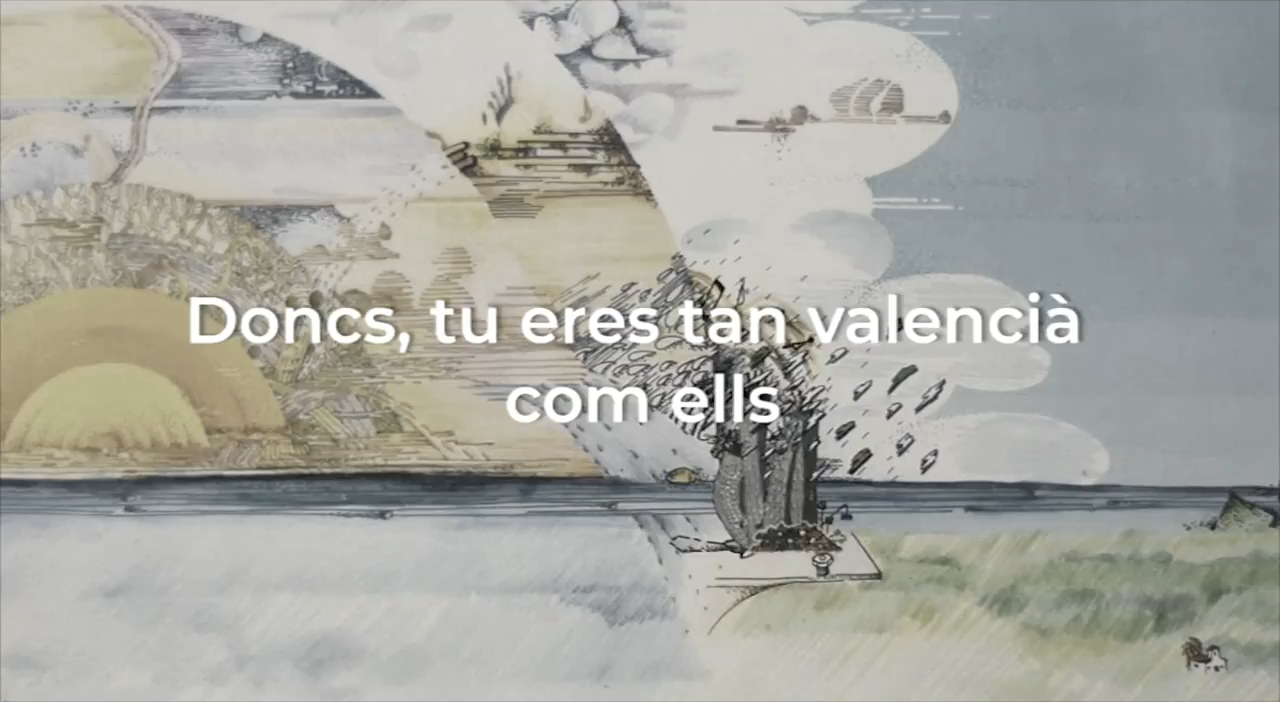 Doncs, tu eres tan valencià
com ells